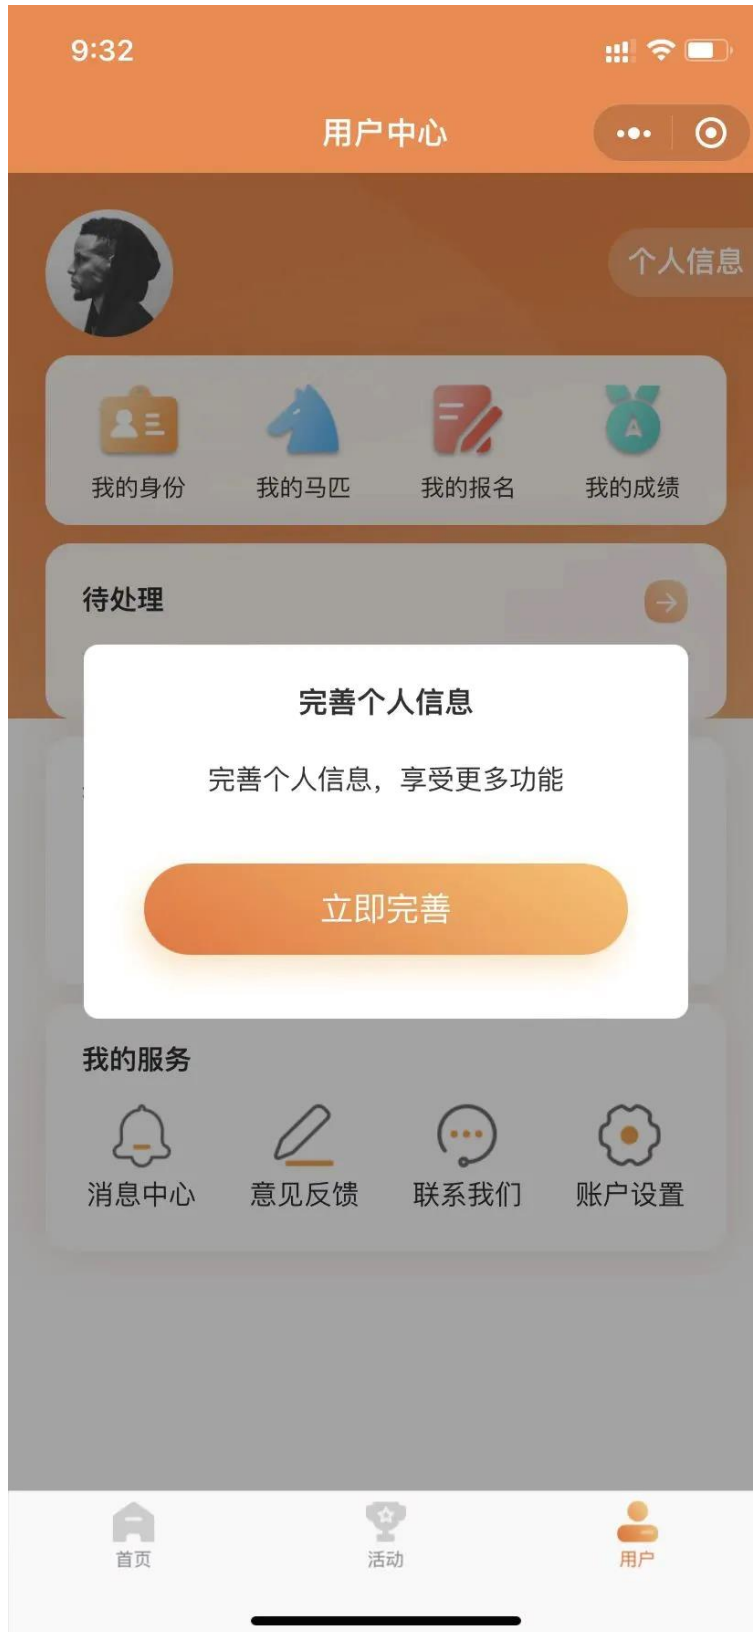 9:32
用户中心
个人信息
我的身份 我的马匹 我的报名 我的成绩
A
待处理
完善个人信息
完善个人信息，享受更多功能
立即完善
我的服务
消息中心 意见反馈 联系我们 账户设置
首页 活动 用户